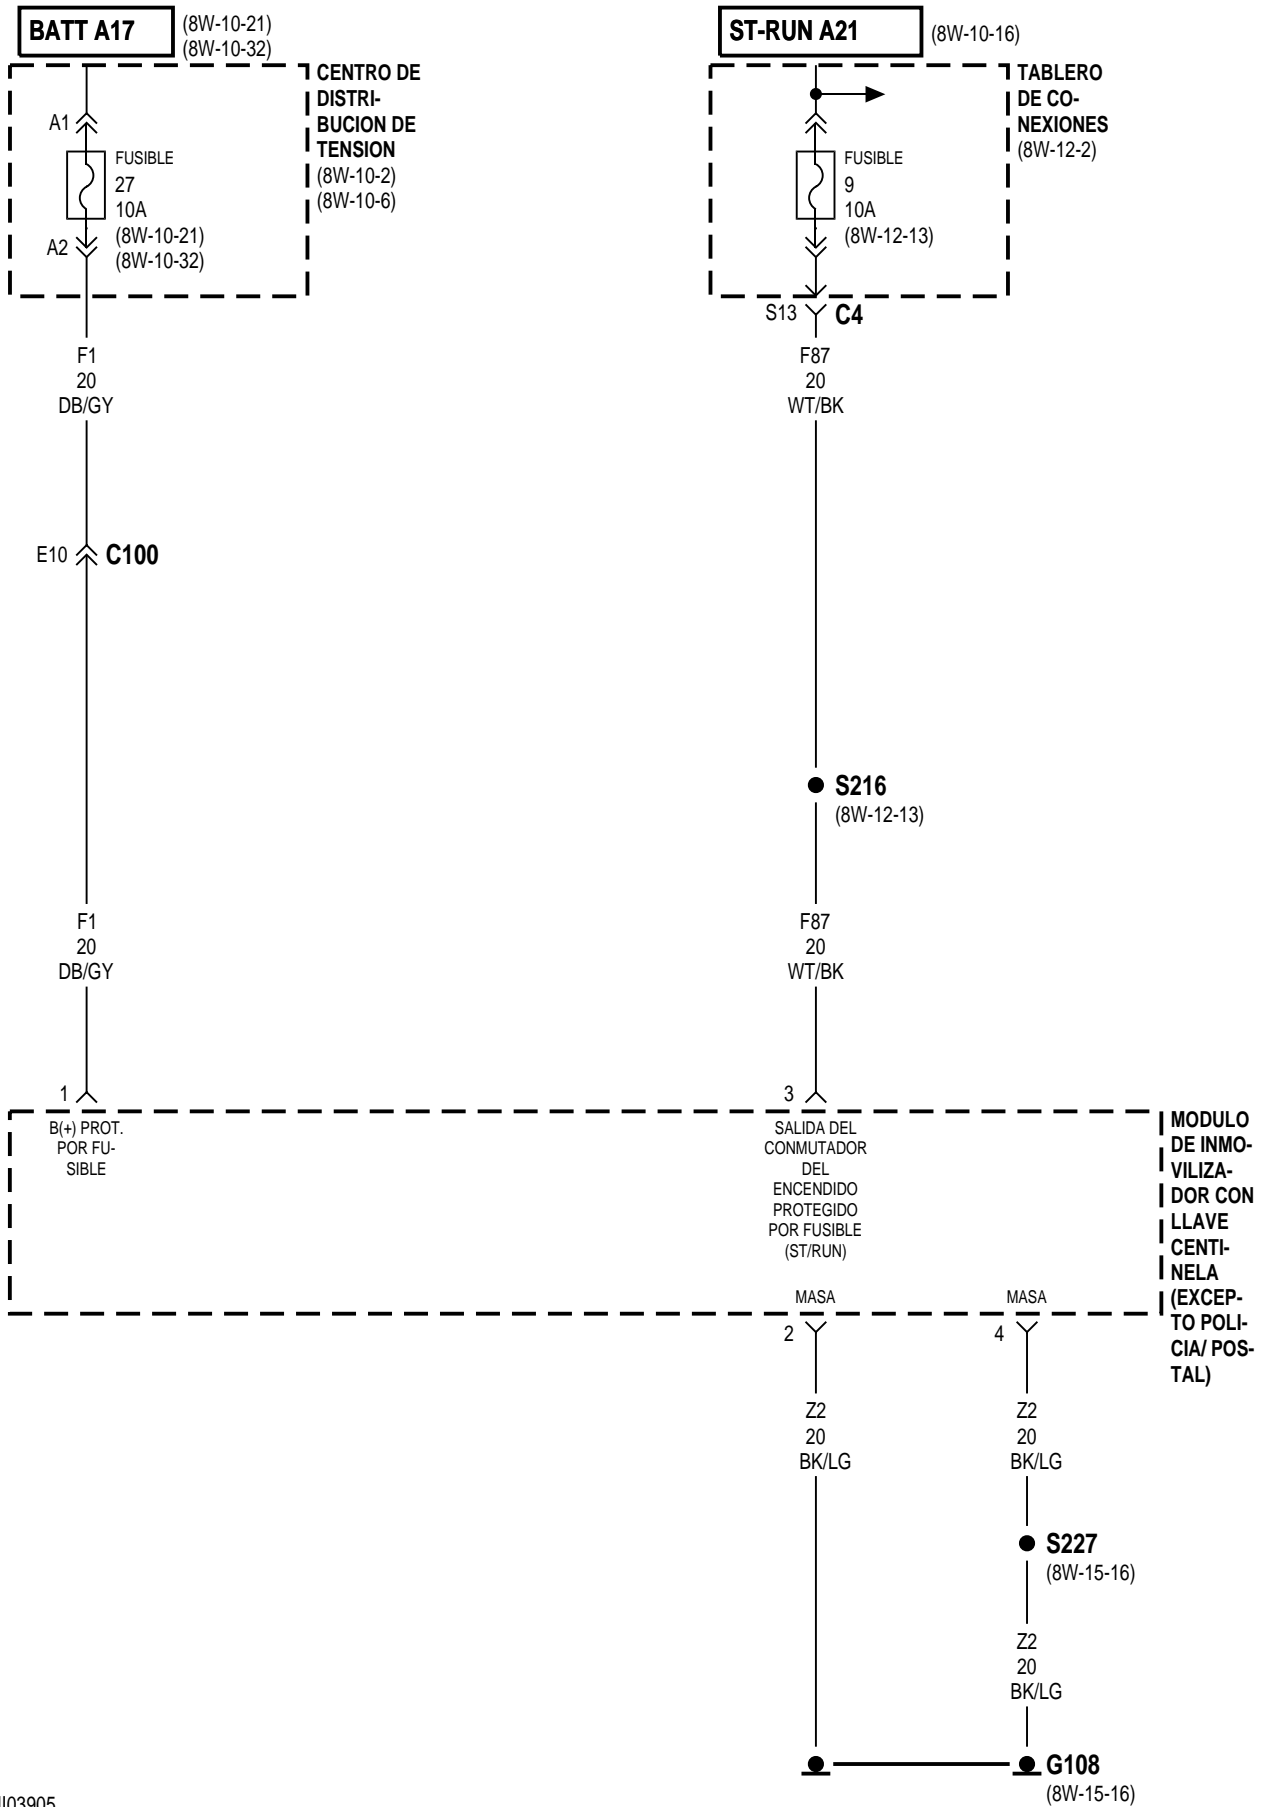 BATT A17
(8W-10-21)
(8W-10-32)
ST-RUN A21
(8W-10-16)
CENTRO DE
DISTRI-
BUCION DE
TENSION
(8W-10-2)
(8W-10-6)
A1
FUSIBLE
27
10A
(8W-10-21)
(8W-10-32)
A2
TABLERO
DE CO-
NEXIONES
(8W-12-2)
FUSIBLE
9
10A
(8W-12-13)
S13
C4
F1
20
DB/GY
F87
20
WT/BK
E10
C100
S216
(8W-12-13)
F1
20
DB/GY
F87
20
WT/BK
1
3
B(+) PROT.
POR FU-
SIBLE
SALIDA DEL
CONMUTADOR
DEL
ENCENDIDO
PROTEGIDO
POR FUSIBLE
(ST/RUN)
MODULO
DE INMO-
VILIZA-
DOR CON
LLAVE
CENTI-
NELA
(EXCEP-
TO POLI-
CIA/ POS-
TAL)
MASA
MASA
2
4
Z2
20
BK/LG
Z2
20
BK/LG
S227
(8W-15-16)
Z2
20
BK/LG
G108
(8W-15-16)